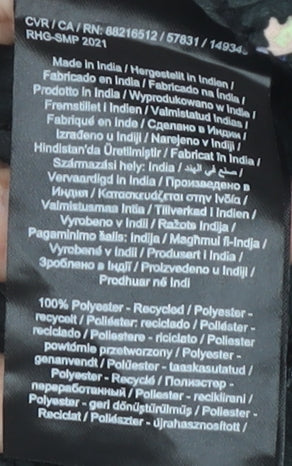 CVR / CA / RN: 88216512 / 57831 / 14934
RHG-SMP 2021
Made in India / Hergestellt in Indien /
Fabricado en India / Fabricado na Índia /
Prodotto in India / Wyprodukowano w Indie /
Fremstillet i Indien / Valmistatud Indias /
Fabriqué en Inde / Сделано в Индии /
Izrađeno u Indiji / Narejeno v Indiji /
Hindistan'da Üretilmiştir / Fabricat în India /
Származási hely: India / صنع في الهند /
Vervaardigd in India / Произведено в
Индия / Κατασκευάζεται στην Ινδία /
Valmistusmaa Intia / Tillverkad i Indien /
Vyrobeno v Indii / Ražots Indija /
Pagaminimo šalis: Indija / Magħmul fl-Indja /
Vyrobené v Indii / Produsert i India /
Зроблено в Індії / Proizvedeno u Indiji /
Prodhuar në Indi
100% Polyester - Recycled / Polyester -
recycelt / Poliéster: reciclado / Poliéster -
reciclado / Poliestere - riciclato / Poliester
powtórnie przetworzony / Polyester -
genanvendt / Polüester - taaskasutatud /
Polyester - Recyclé / Полиэстер -
переработанный / Poliester - reciklirani /
Polyester - geri dönüştürülmüş / Poliester -
Reciclat / Poliészter - újrahasznosított /